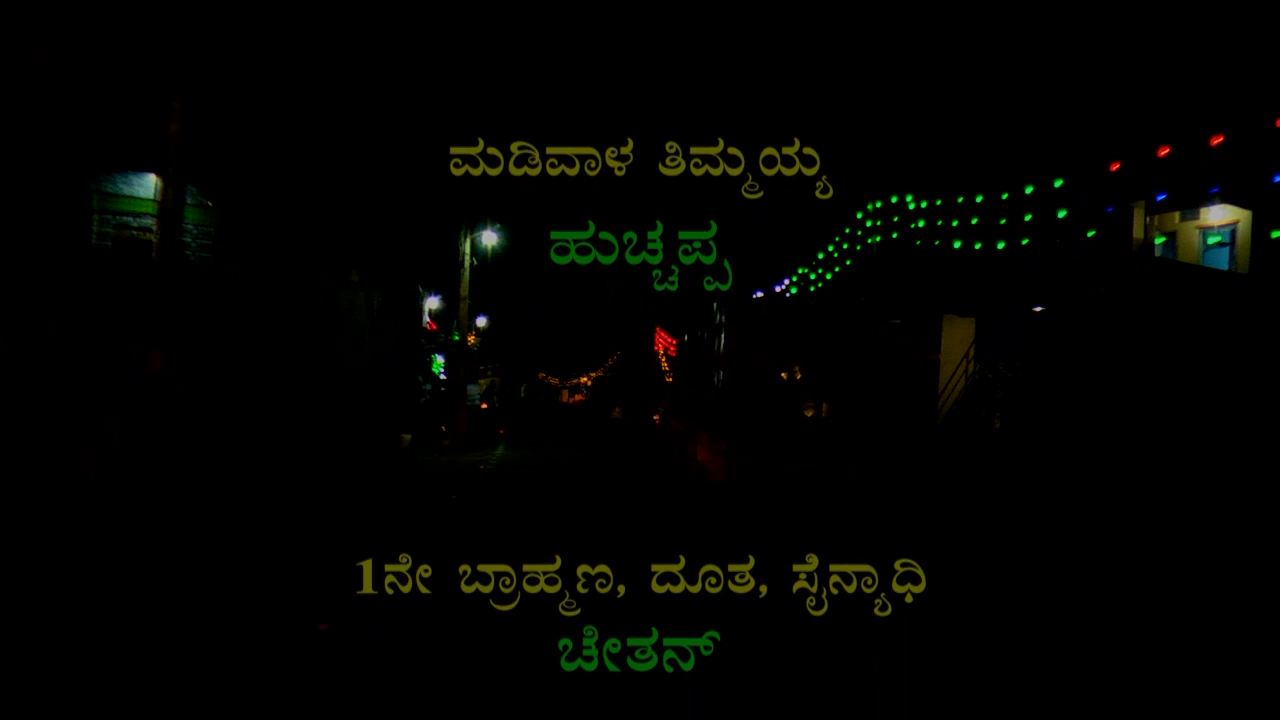 ಮಡಿವಾಳ ತಿಮ್ಮಯ್ಯ
ಹುಚ್ಚಪ್ಪ
1ನೇ ಬ್ರಾಹ್ಮಣ, ದೂತ, ಸೈನ್ಯಾಧಿ
ಚೇತನ್